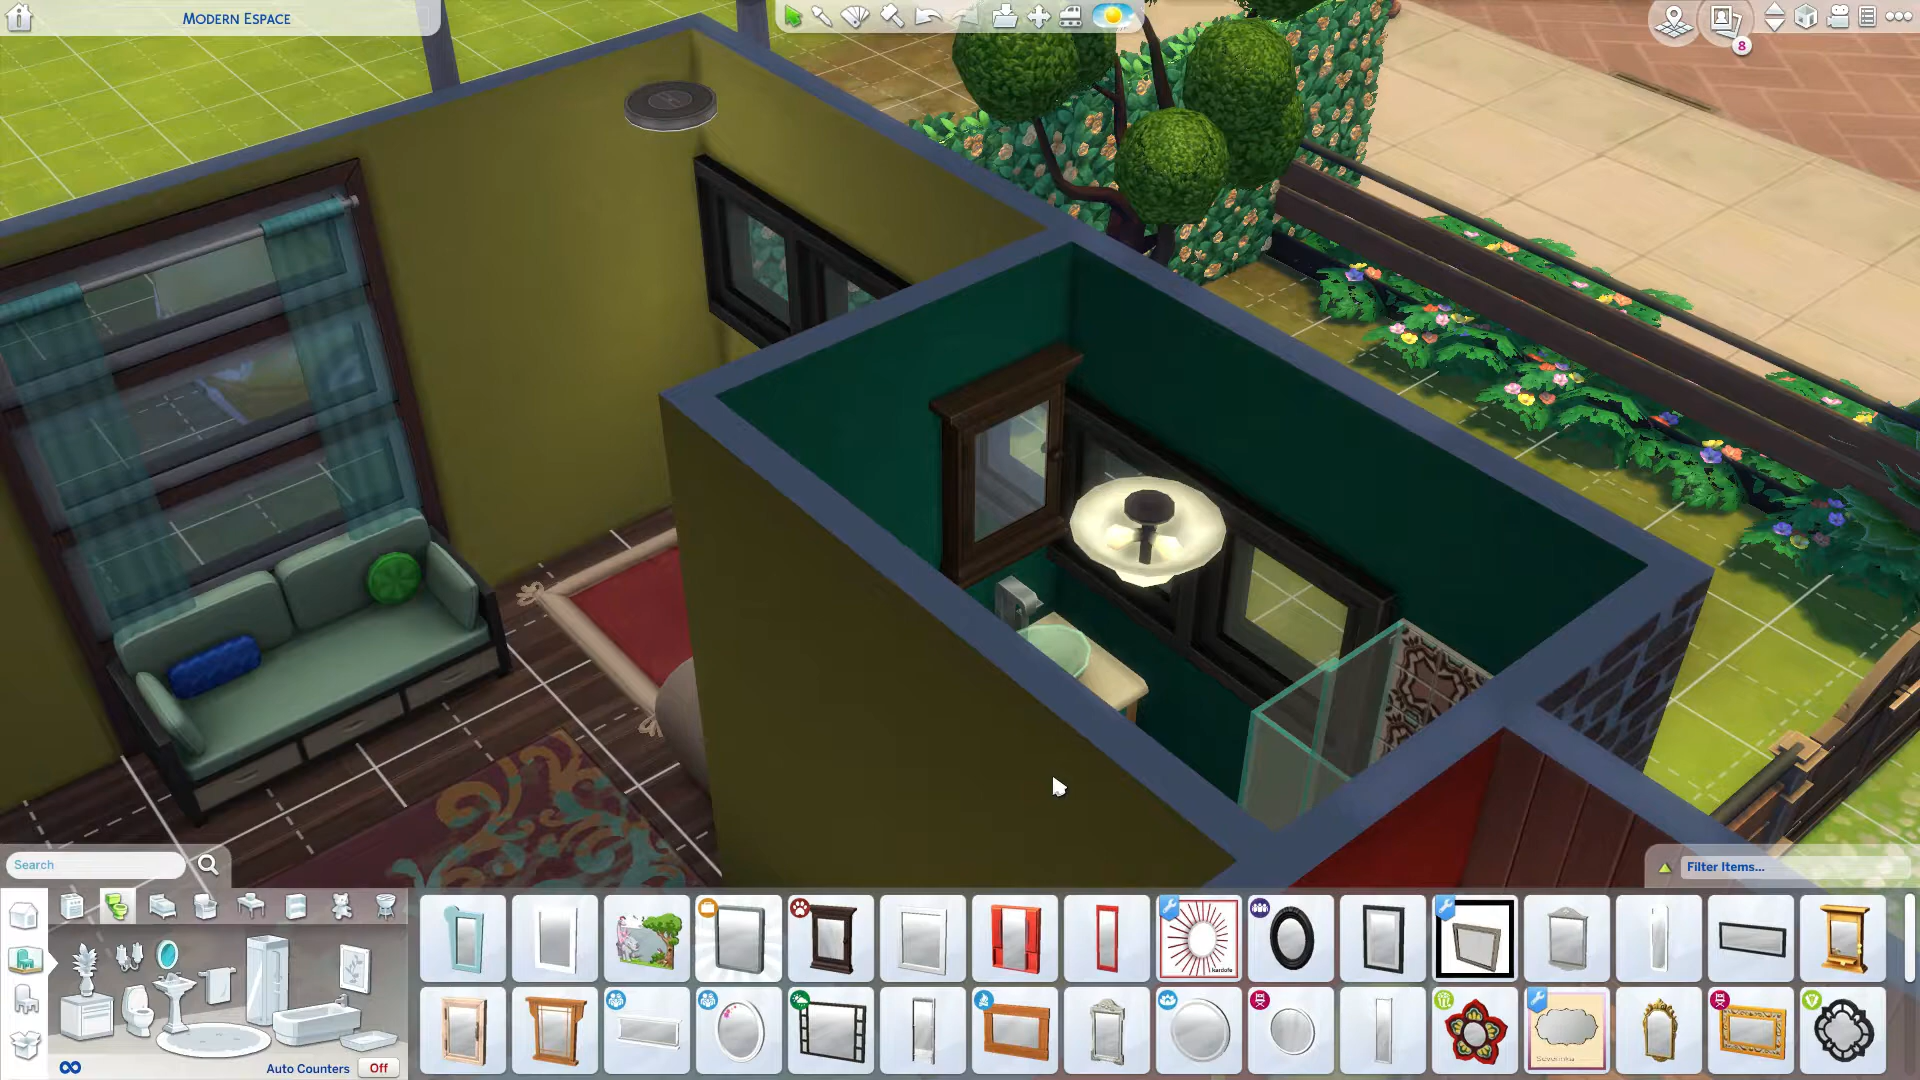 MODERN ESPACE
8
Search
Filter Items...
Auto Counters
Off